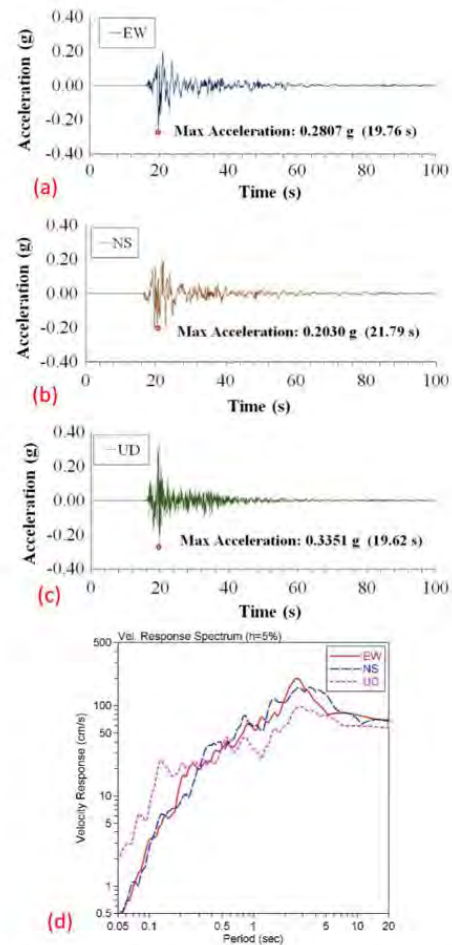 0.40
EW
0.20
0.00
-0.20
Max Acceleration: 0.2807 g (19.76 s)
-0.40
0 20 40 60 80 100
Acceleration (g)
Time (s)
(a)
0.40
NS
0.20
0.00
-0.20
Max Acceleration: 0.2030 g (21.79 s)
-0.40
0 20 40 60 80 100
Acceleration (g)
Time (s)
(b)
0.40
UD
0.20
0.00
-0.20
Max Acceleration: 0.3351 g (19.62 s)
-0.40
0 20 40 60 80 100
Acceleration (g)
Time (s)
(c)
Vel. Response Spectrum (h=5%)
500
EW
NS
UD
100
50
10
5
1
0.5
Velocity Response (cm/s)
0.05 0.1 0.5 1 5 10 20
Period (sec)
(d)